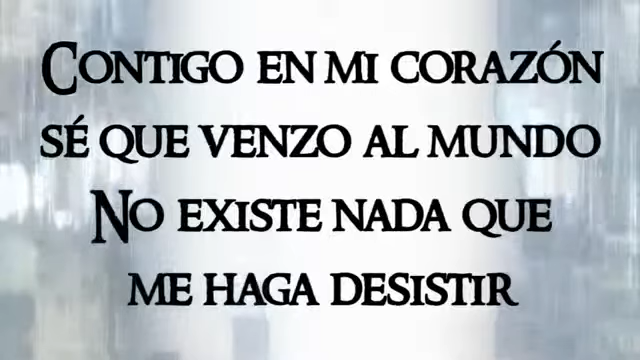 CONTIGO EN MI CORAZÓN
SÉ QUE VENZO AL MUNDO
NO EXISTE NADA QUE
ME HAGA DESISTIR